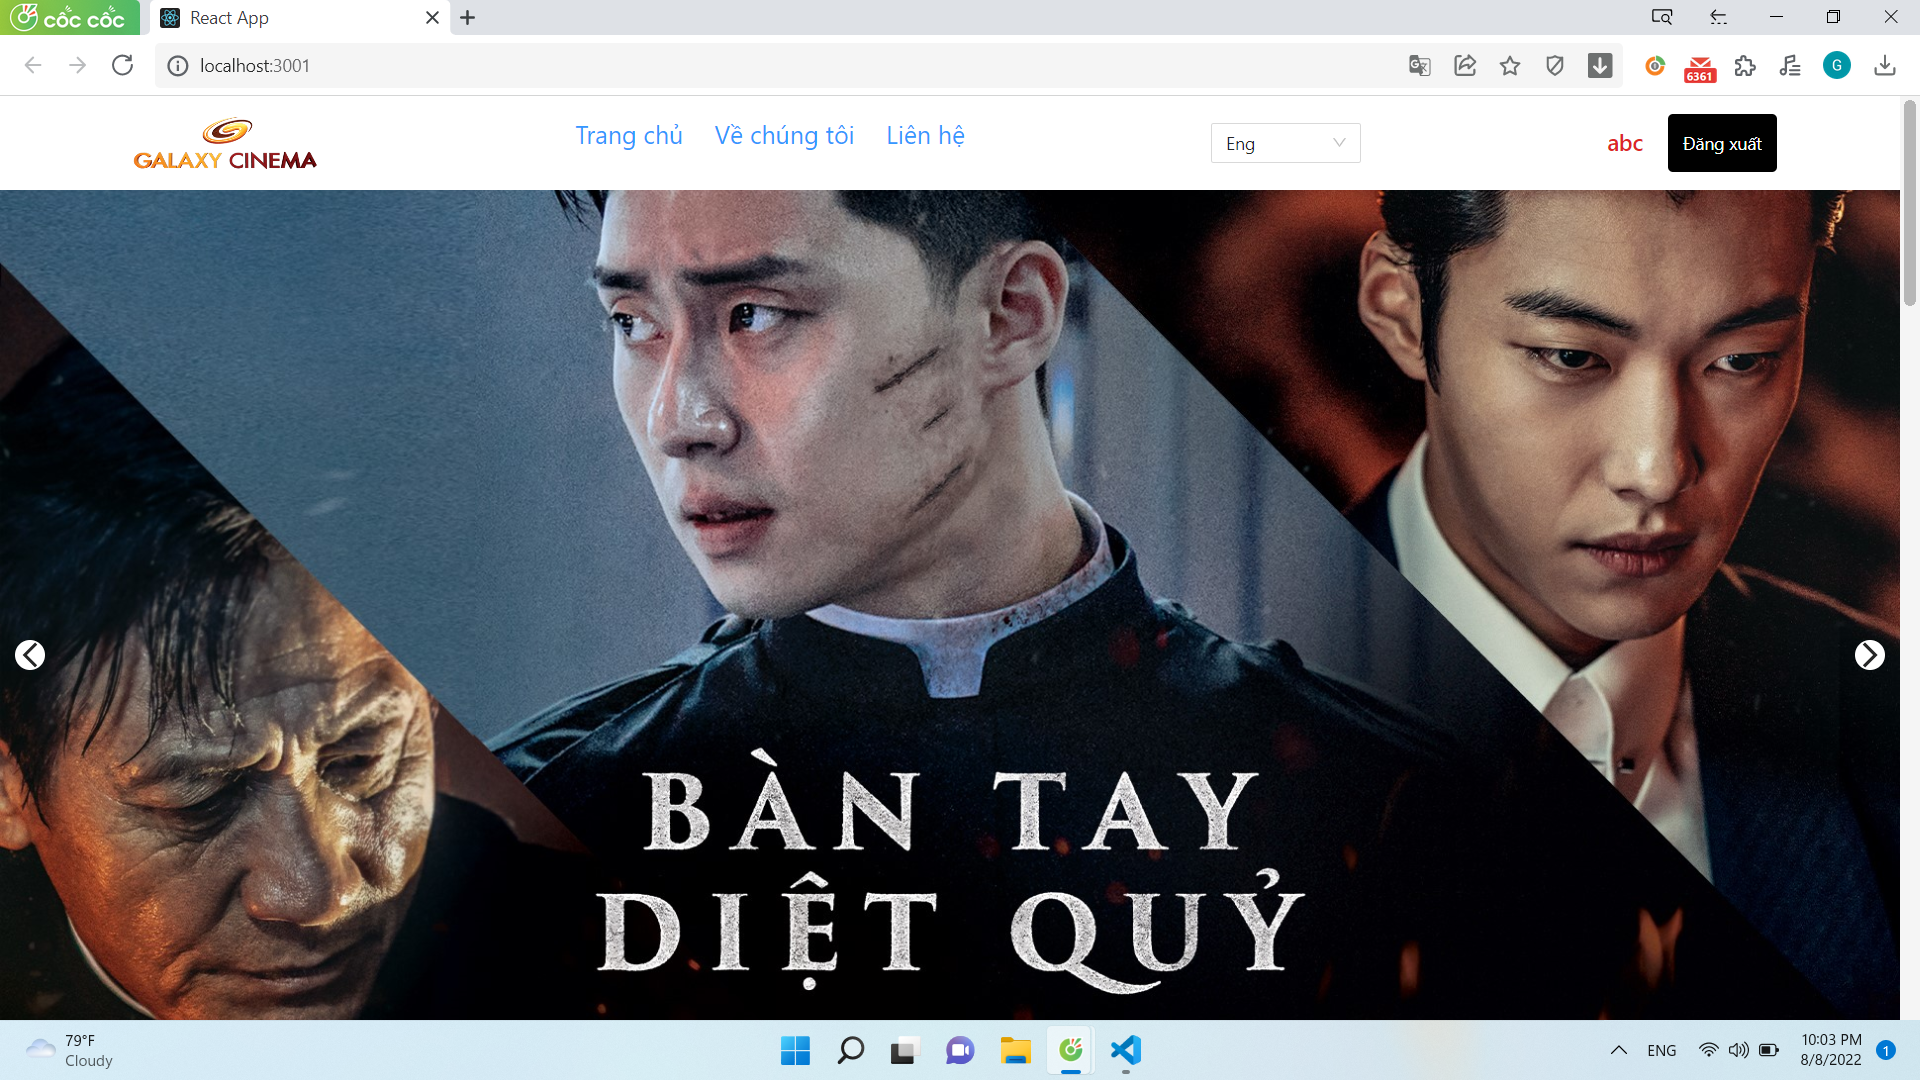 cốc cốc
React App
localhost:3001
6361
G
GALAXY CINEMA
Trang chủ
Về chúng tôi
Liên hệ
Eng
abc
Đăng xuất
BÀN TAY
DIỆT QUỶ
79°F
Cloudy
ENG
10:03 PM
8/8/2022
1